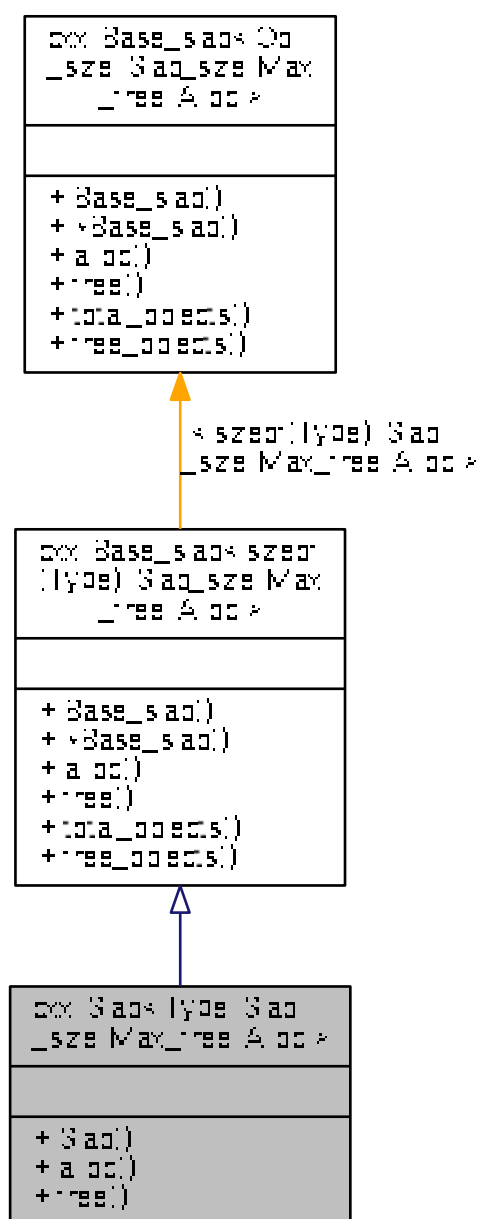 cxx::Base_slab< Obj
_size, Slab_size, Max
_free, Alloc >
+ Base_slab()
+ ~Base_slab()
+ alloc()
+ free()
+ total_objects()
+ free_objects()
< sizeof(Type), Slab
_size, Max_free, Alloc >
cxx::Base_slab< sizeof
(Type), Slab_size, Max
_free, Alloc >
+ Base_slab()
+ ~Base_slab()
+ alloc()
+ free()
+ total_objects()
+ free_objects()
cxx::Slab< Type, Slab
_size, Max_free, Alloc >
+ Slab()
+ alloc()
+ free()